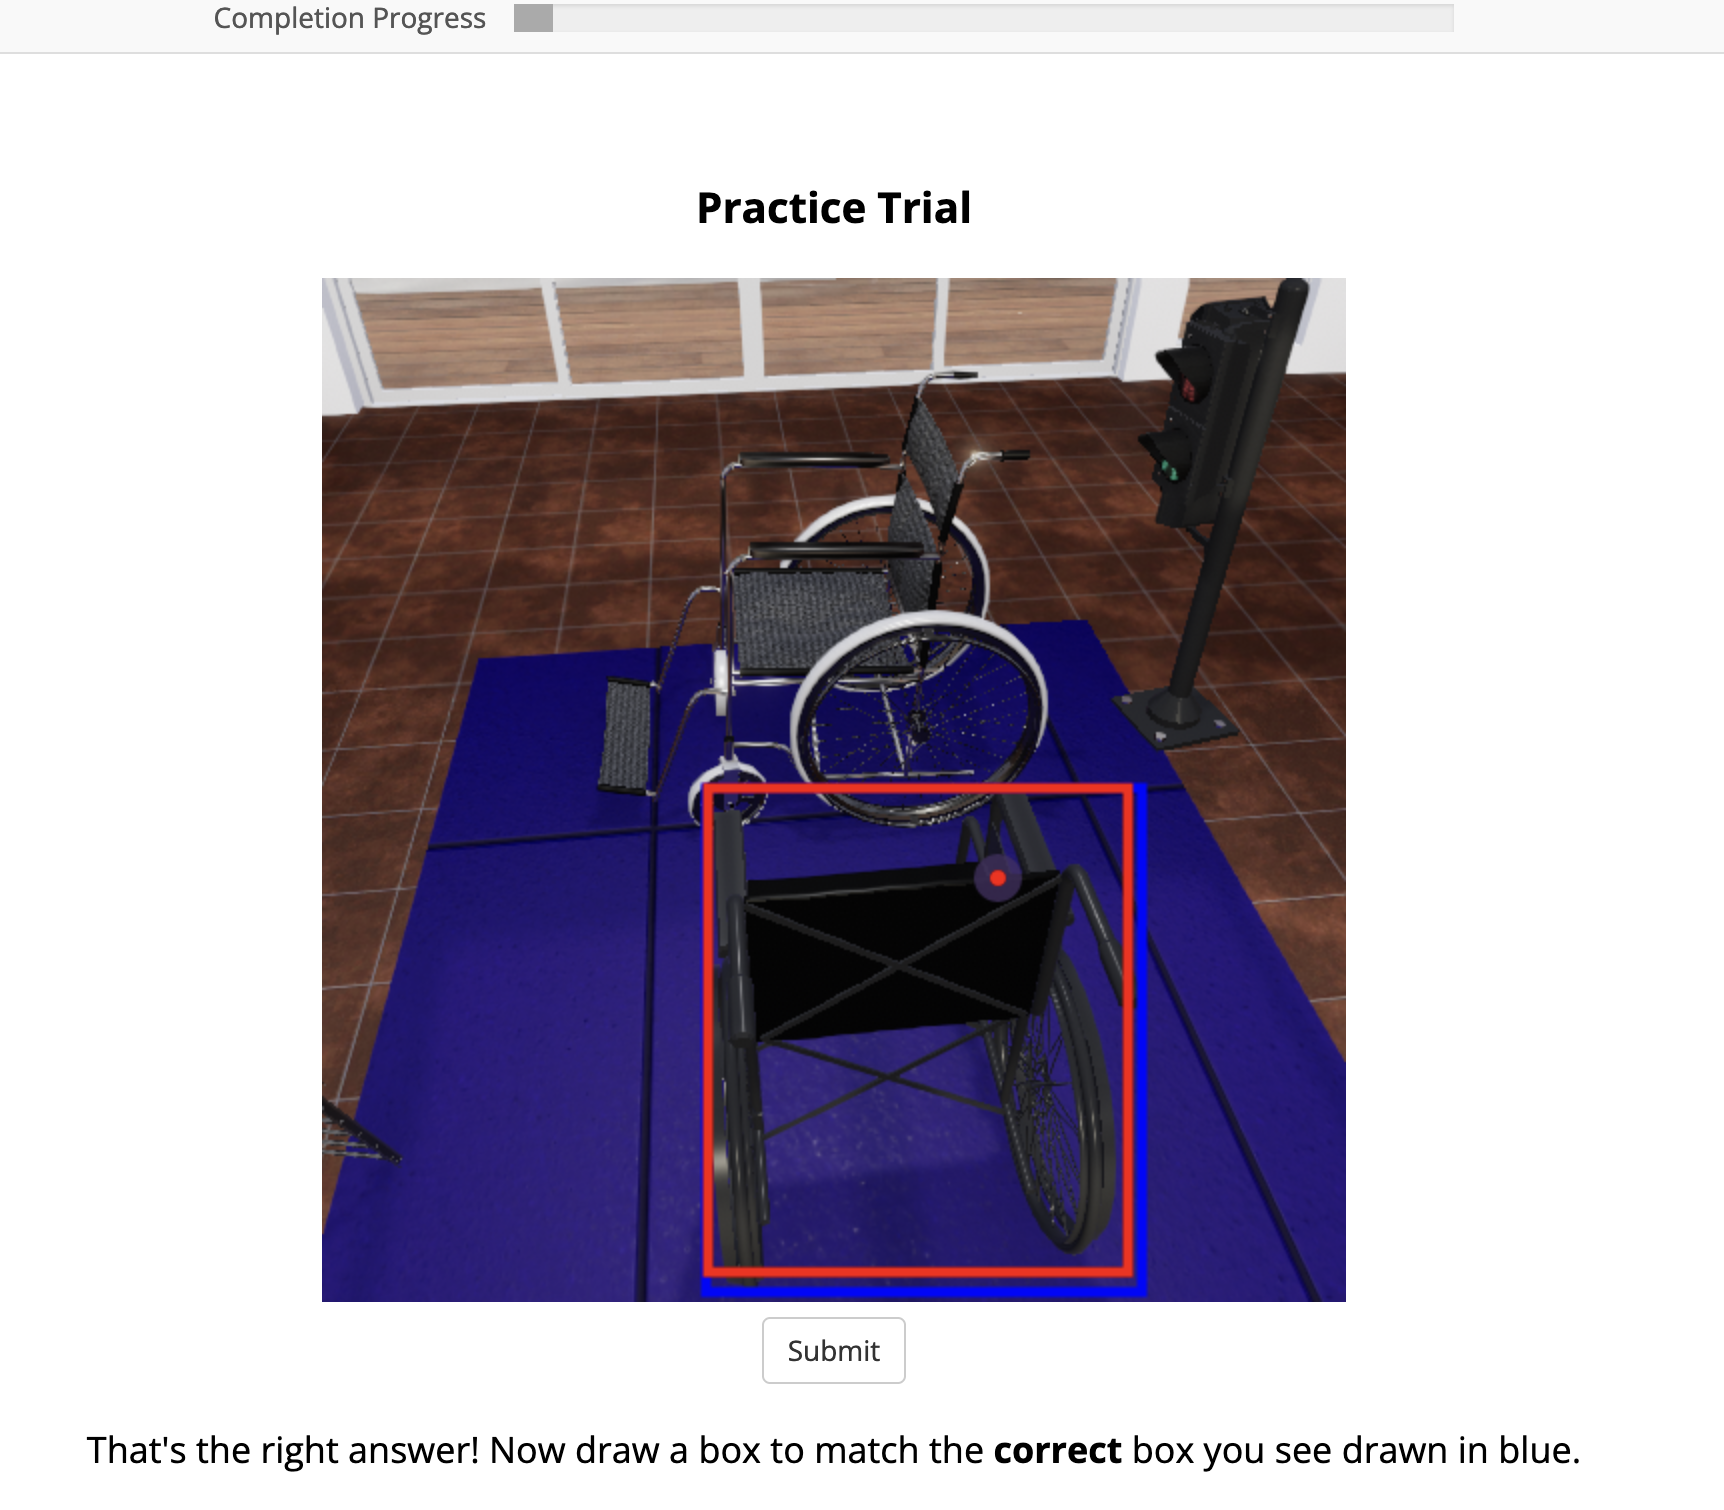 Completion Progress
Practice Trial
Submit
That's the right answer! Now draw a box to match the correct box you see drawn in blue.